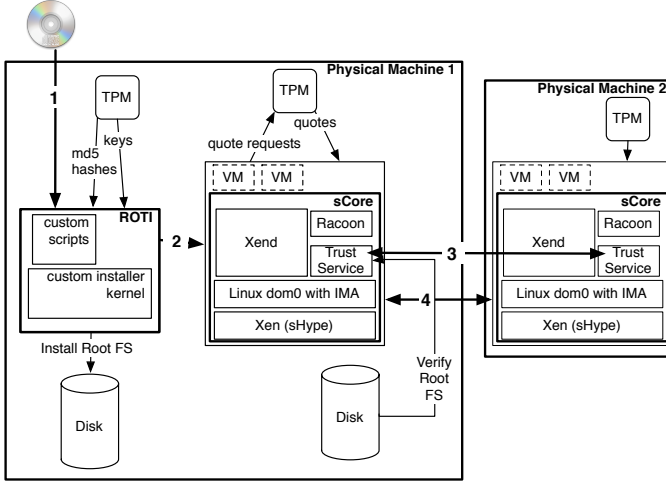 Physical Machine 1
1
TPM
keys
md5
hashes
ROTI
custom
scripts
custom installer
kernel
Install Root FS
Disk
2
TPM
quote requests
quotes
VM
VM
sCore
Xend
Racoon
Trust
Service
Linux dom0 with IMA
Xen (sHype)
Disk
Verify
Root
FS
3
4
Physical Machine 2
TPM
VM
VM
sCore
Xend
Racoon
Trust
Service
Linux dom0 with IMA
Xen (sHype)